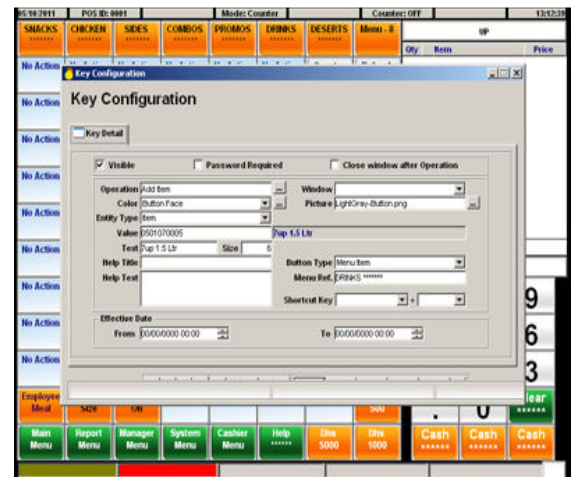 05/10/2011 POS ID: 0001 Mode: Counter Counter: OFF 13:12:39
SNACKS CHICKEN SIDES COMBOS PROMOS DRINKS DESERTS Menu - 8 UP
******* ******* ******* ******* ******* ******* *******
Qty Item Price
No Action
Key Configuration
Key Configuration
No Action
Key Detail
No Action
Visible Password Required Close window after Operation
No Action
Operation Add Item ... Window
Color Button Face ... Picture LightGray-Button.png ...
No Action
Entity Type Item
Value 0501070005 7up 1.5 Ltr
Text 7up 1.5 Ltr Size 6
No Action
Help Title Button Type Menu Item
Help Text Menu Ref. DRINKS *******
No Action
Shortcut Key + 9
Effective Date
No Action
From 00/00/0000 00:00 To 00/00/0000 00:00 6
No Action
3
Employee Meal Size On 500 . 0
Main Menu Report Menu Manager Menu System Menu Cashier Menu Help ****** Dhs 5000 Dhs 1000 Cash ****** Cash ****** Cash ******